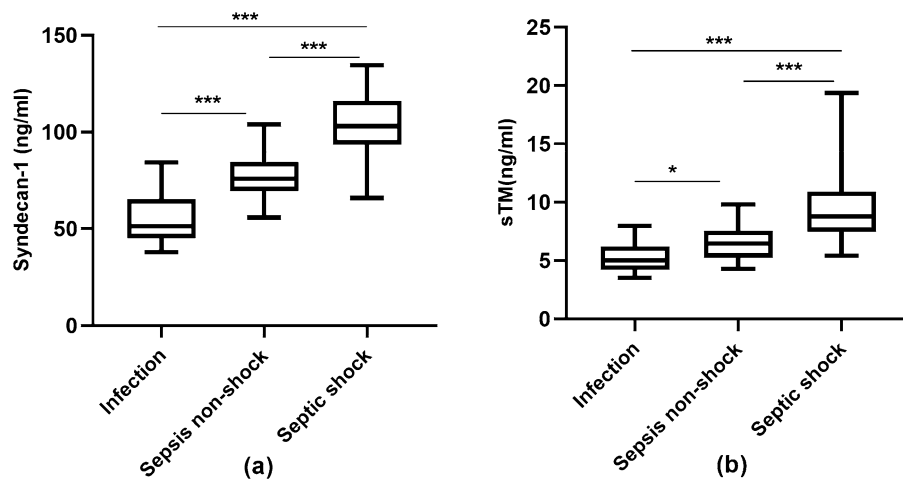 ***
***
***
150
100
50
0
Syndecan-1 (ng/ml)
Infection
Sepsis non-shock
Septic shock
(a)
***
***
*
25
20
15
10
5
0
sTM(ng/ml)
Infection
Sepsis non-shock
Septic shock
(b)